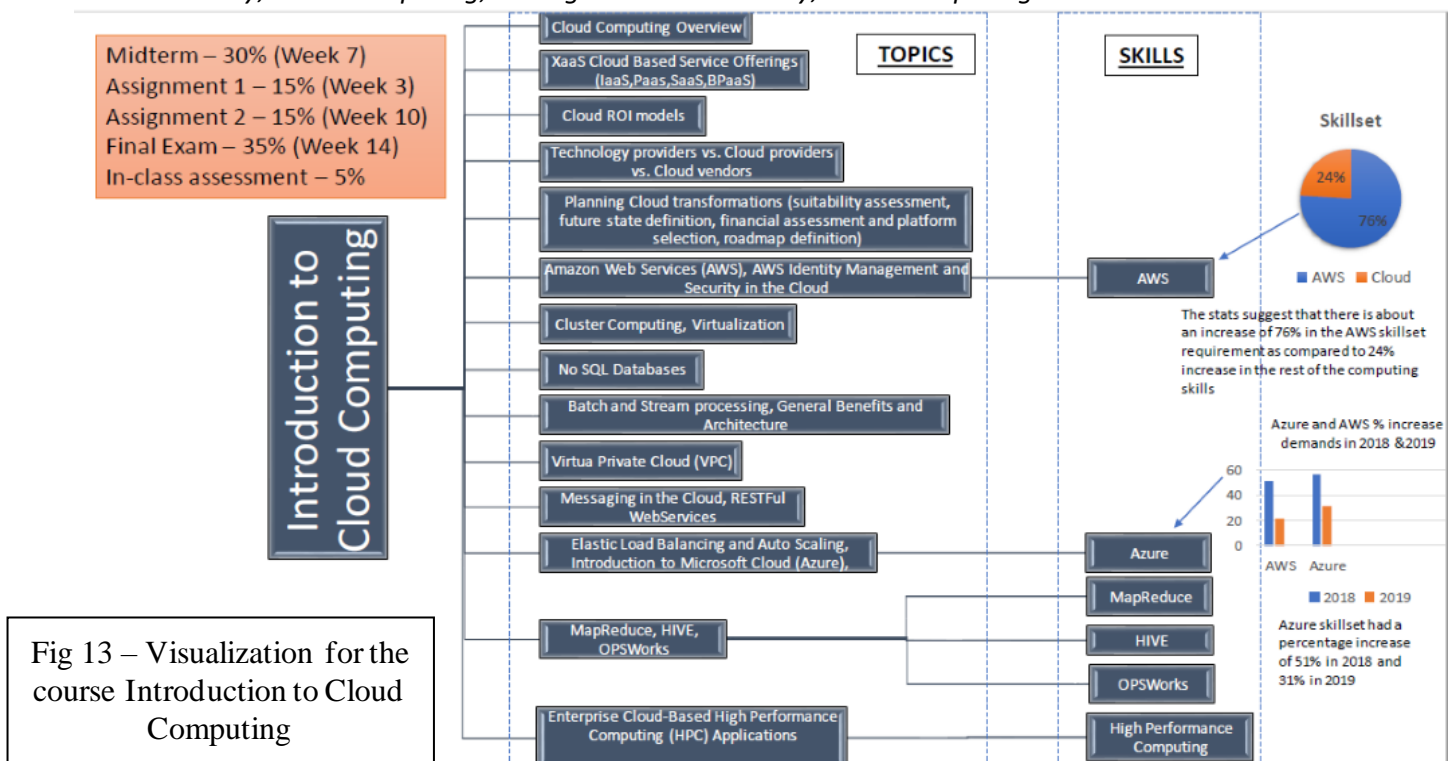 Midterm – 30% (Week 7)
Assignment 1 – 15% (Week 3)
Assignment 2 – 15% (Week 10)
Final Exam – 35% (Week 14)
In-class assessment – 5%
Introduction to
Cloud Computing
TOPICS
Cloud Computing Overview
XaaS Cloud Based Service Offerings
(IaaS,Paas,SaaS,BPaaS)
Cloud ROI models
Technology providers vs. Cloud providers
vs. Cloud vendors
Planning Cloud transformations (suitability assessment,
future state definition, financial assessment and platform
selection, roadmap definition)
Amazon Web Services (AWS), AWS Identity Management and
Security in the Cloud
Cluster Computing, Virtualization
No SQL Databases
Batch and Stream processing, General Benefits and
Architecture
Virtua Private Cloud (VPC)
Messaging in the Cloud, RESTFul
WebServices
Elastic Load Balancing and Auto Scaling,
Introduction to Microsoft Cloud (Azure),
MapReduce, HIVE,
OPSWorks
Enterprise Cloud-Based High Performance
Computing (HPC) Applications
SKILLS
AWS
Azure
MapReduce
HIVE
OPSWorks
High Performance
Computing
Skillset
24%
76%
AWS Cloud
The stats suggest that there is about
an increase of 76% in the AWS skillset
requirement as compared to 24%
increase in the rest of the computing
skills
Azure and AWS % increase
demands in 2018 &2019
60
40
20
0
AWS Azure
2018 2019
Azure skillset had a
percentage increase
of 51% in 2018 and
31% in 2019
Fig 13 – Visualization for the
course Introduction to Cloud
Computing